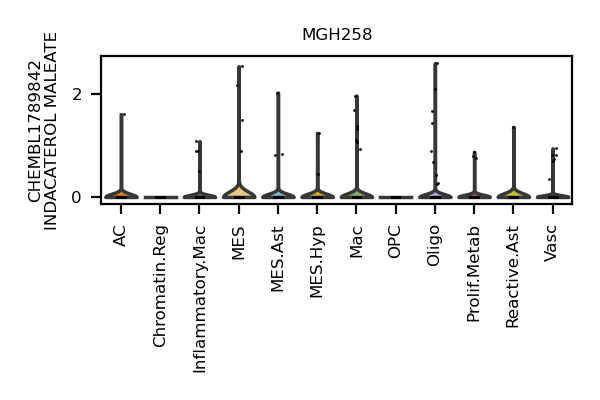 MGH258
CHEMBL1789842
INDACATEROL MALEATE
2
0
AC
Chromatin.Reg
Inflammatory.Mac
MES
MES.Ast
MES.Hyp
Mac
OPC
Oligo
Prolif.Metab
Reactive.Ast
Vasc